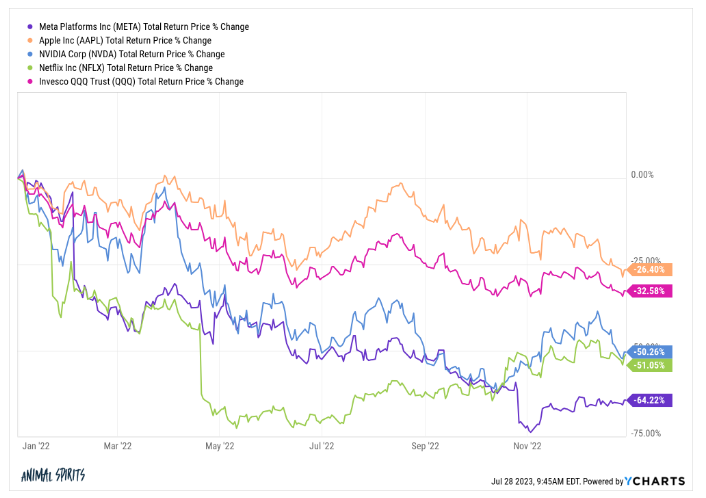 Meta Platforms Inc (META) Total Return Price % Change
Apple Inc (AAPL) Total Return Price % Change
NVIDIA Corp (NVDA) Total Return Price % Change
Netflix Inc (NFLX) Total Return Price % Change
Invesco QQQ Trust (QQQ) Total Return Price % Change
0.00%
-25.00%
-26.40%
-32.58%
-50.26%
-51.05%
-64.22%
-75.00%
Jan '22 Mar '22 May '22 Jul '22 Sep '22 Nov '22
ANIMAL SPIRITS
Jul 28 2023, 9:45AM EDT. Powered by YCHARTS